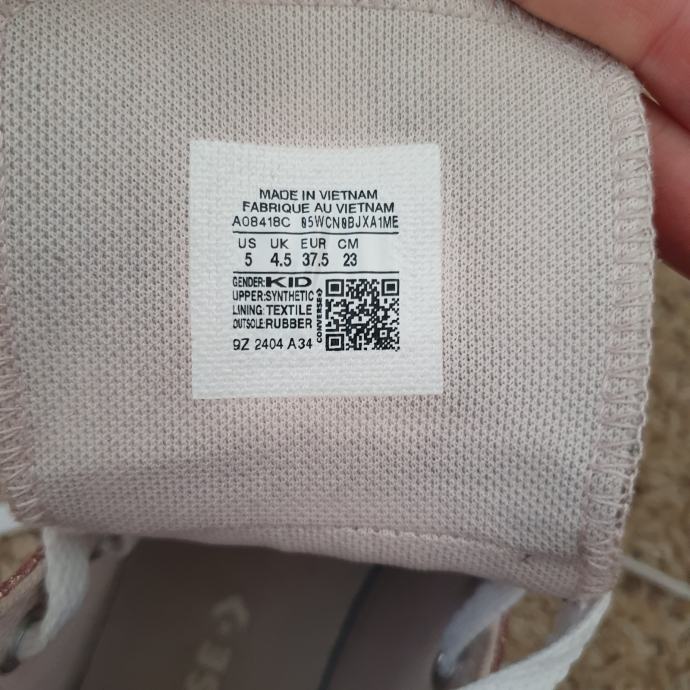 MADE IN VIETNAM
FABRIQUE AU VIETNAM
A08418C 05WCN0BJXA1ME
US UK EUR CM
5 4.5 37.5 23
GENDER:KID
UPPER:SYNTHETIC
LINING:TEXTILE
OUTSOLE:RUBBER
9Z 2404 A34
CONVERSE
SE